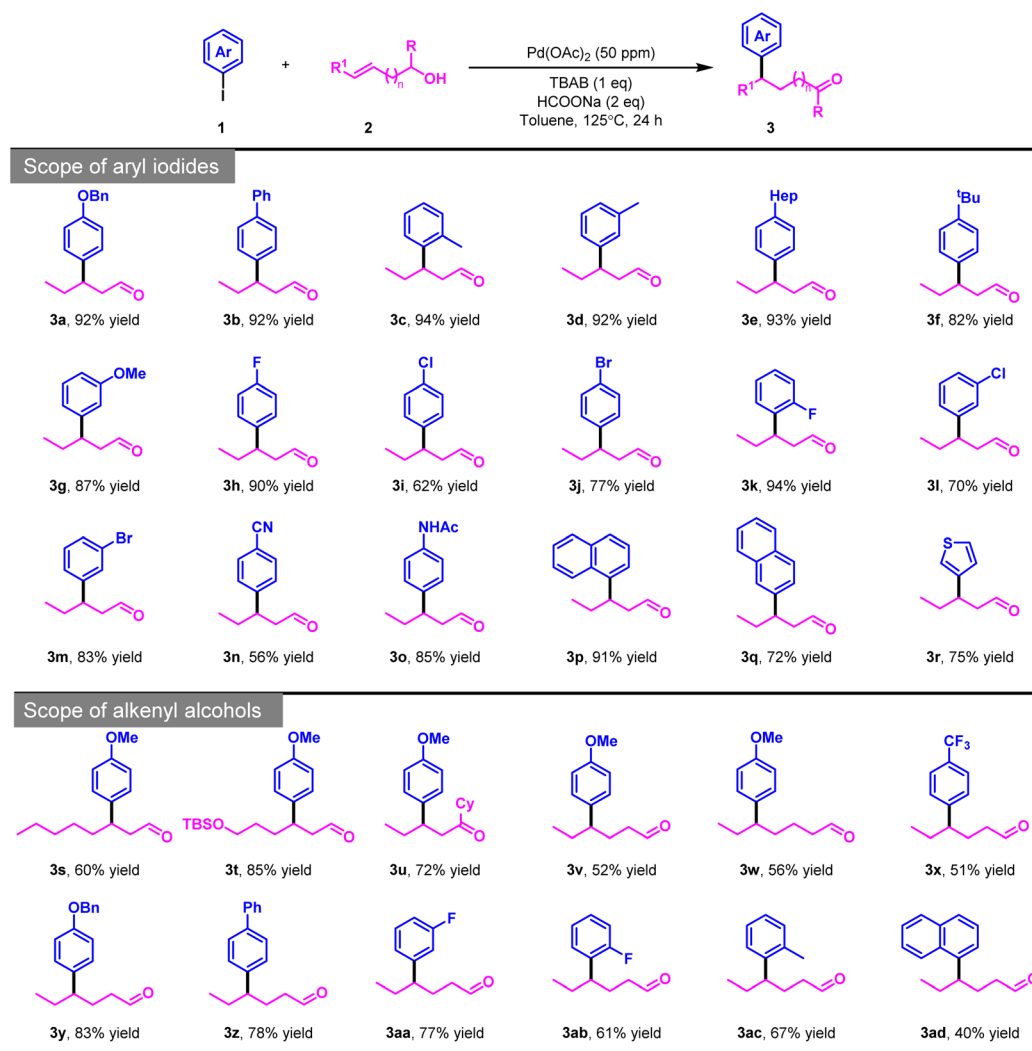 Ar
I
1
+
R¹
( )n
R
OH
2
Pd(OAc)₂ (50 ppm)
TBAB (1 eq)
HCOONa (2 eq)
Toluene, 125°C, 24 h
Ar
R¹
( )n
O
R
3
Scope of aryl iodides
OBn
O
Ph
O
O
O
Hep
O
ᵗBu
O
3a, 92% yield
3b, 92% yield
3c, 94% yield
3d, 92% yield
3e, 93% yield
3f, 82% yield
OMe
O
F
O
Cl
O
Br
O
F
O
Cl
O
3g, 87% yield
3h, 90% yield
3i, 62% yield
3j, 77% yield
3k, 94% yield
3l, 70% yield
Br
O
CN
O
NHAc
O
O
O
S
O
3m, 83% yield
3n, 56% yield
3o, 85% yield
3p, 91% yield
3q, 72% yield
3r, 75% yield
Scope of alkenyl alcohols
OMe
O
OMe
TBSO
O
OMe
Cy
O
OMe
O
OMe
O
CF₃
O
3s, 60% yield
3t, 85% yield
3u, 72% yield
3v, 52% yield
3w, 56% yield
3x, 51% yield
OBn
O
Ph
O
F
O
F
O
O
O
3y, 83% yield
3z, 78% yield
3aa, 77% yield
3ab, 61% yield
3ac, 67% yield
3ad, 40% yield